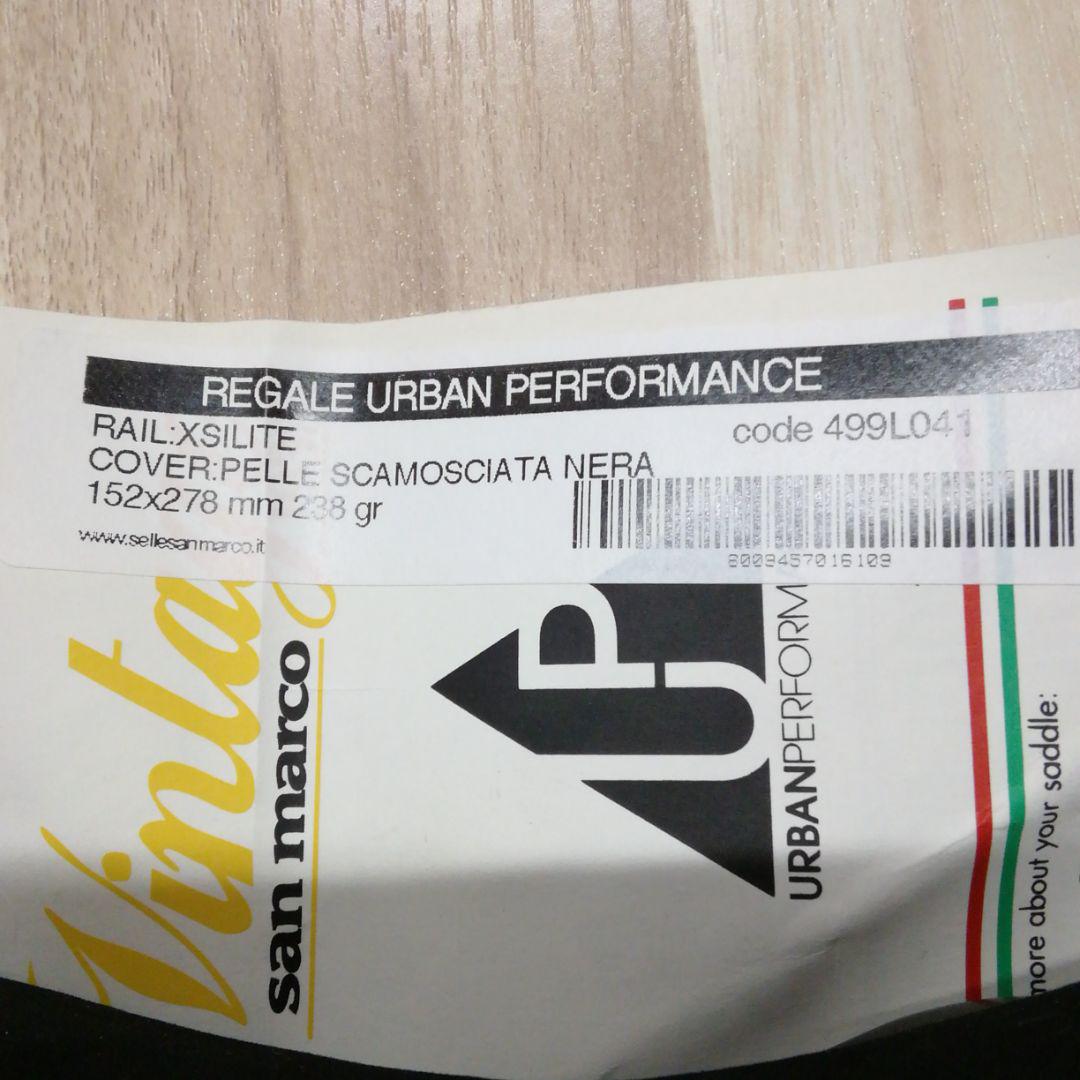 REGALE URBAN PERFORMANCE
RAIL:XSILITE
code 499L041
COVER:PELLE SCAMOSCIATA NERA
152x278 mm 238 gr
www.sellesanmarco.it
8009457016109
san marco
UP
URBANPERFORM
more about your saddle: